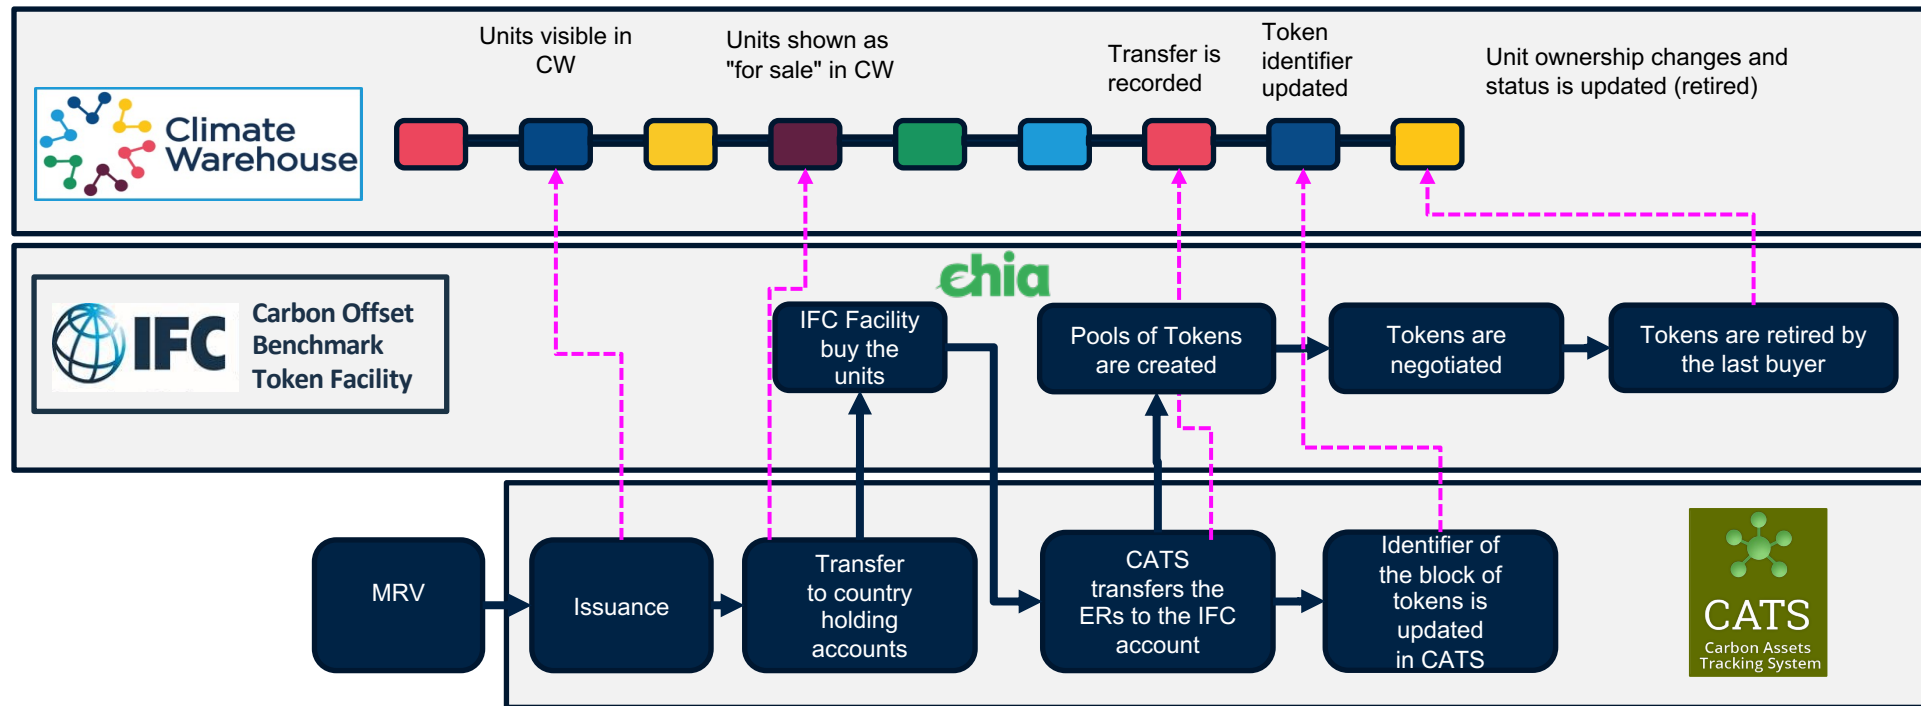 Units visible in
CW
Units shown as
"for sale" in CW
Transfer is
recorded
Token
identifier
updated
Unit ownership changes and
status is updated (retired)
Climate
Warehouse
chia
IFC
Carbon Offset
Benchmark
Token Facility
IFC Facility
buy the
units
Pools of Tokens
are created
Tokens are
negotiated
Tokens are retired by
the last buyer
MRV
Issuance
Transfer
to country
holding
accounts
CATS
transfers the
ERs to the IFC
account
Identifier of
the block of
tokens is
updated
in CATS
CATS
Carbon Assets
Tracking System